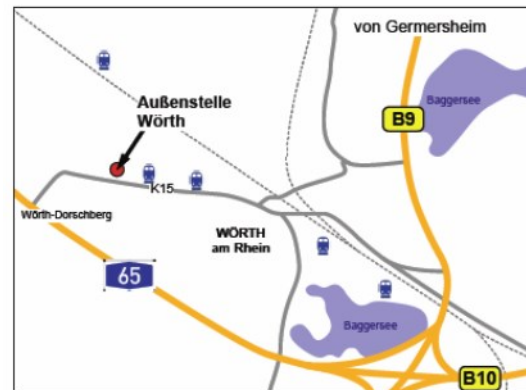 von Germersheim
Baggersee
Außenstelle
Wörth
B9
K15
Wörth-Dorschberg
WÖRTH
am Rhein
65
Baggersee
B10